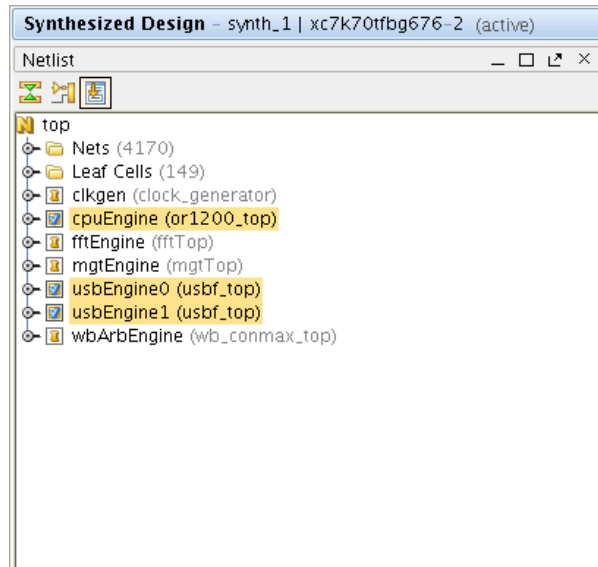 Synthesized Design - synth_1 | xc7k70tfbg676-2 (active)
Netlist
N top
Nets (4170)
Leaf Cells (149)
clkgen (clock_generator)
cpuEngine (or1200_top)
fftEngine (fftTop)
mgtEngine (mgtTop)
usbEngine0 (usbf_top)
usbEngine1 (usbf_top)
wbArbEngine (wb_conmax_top)